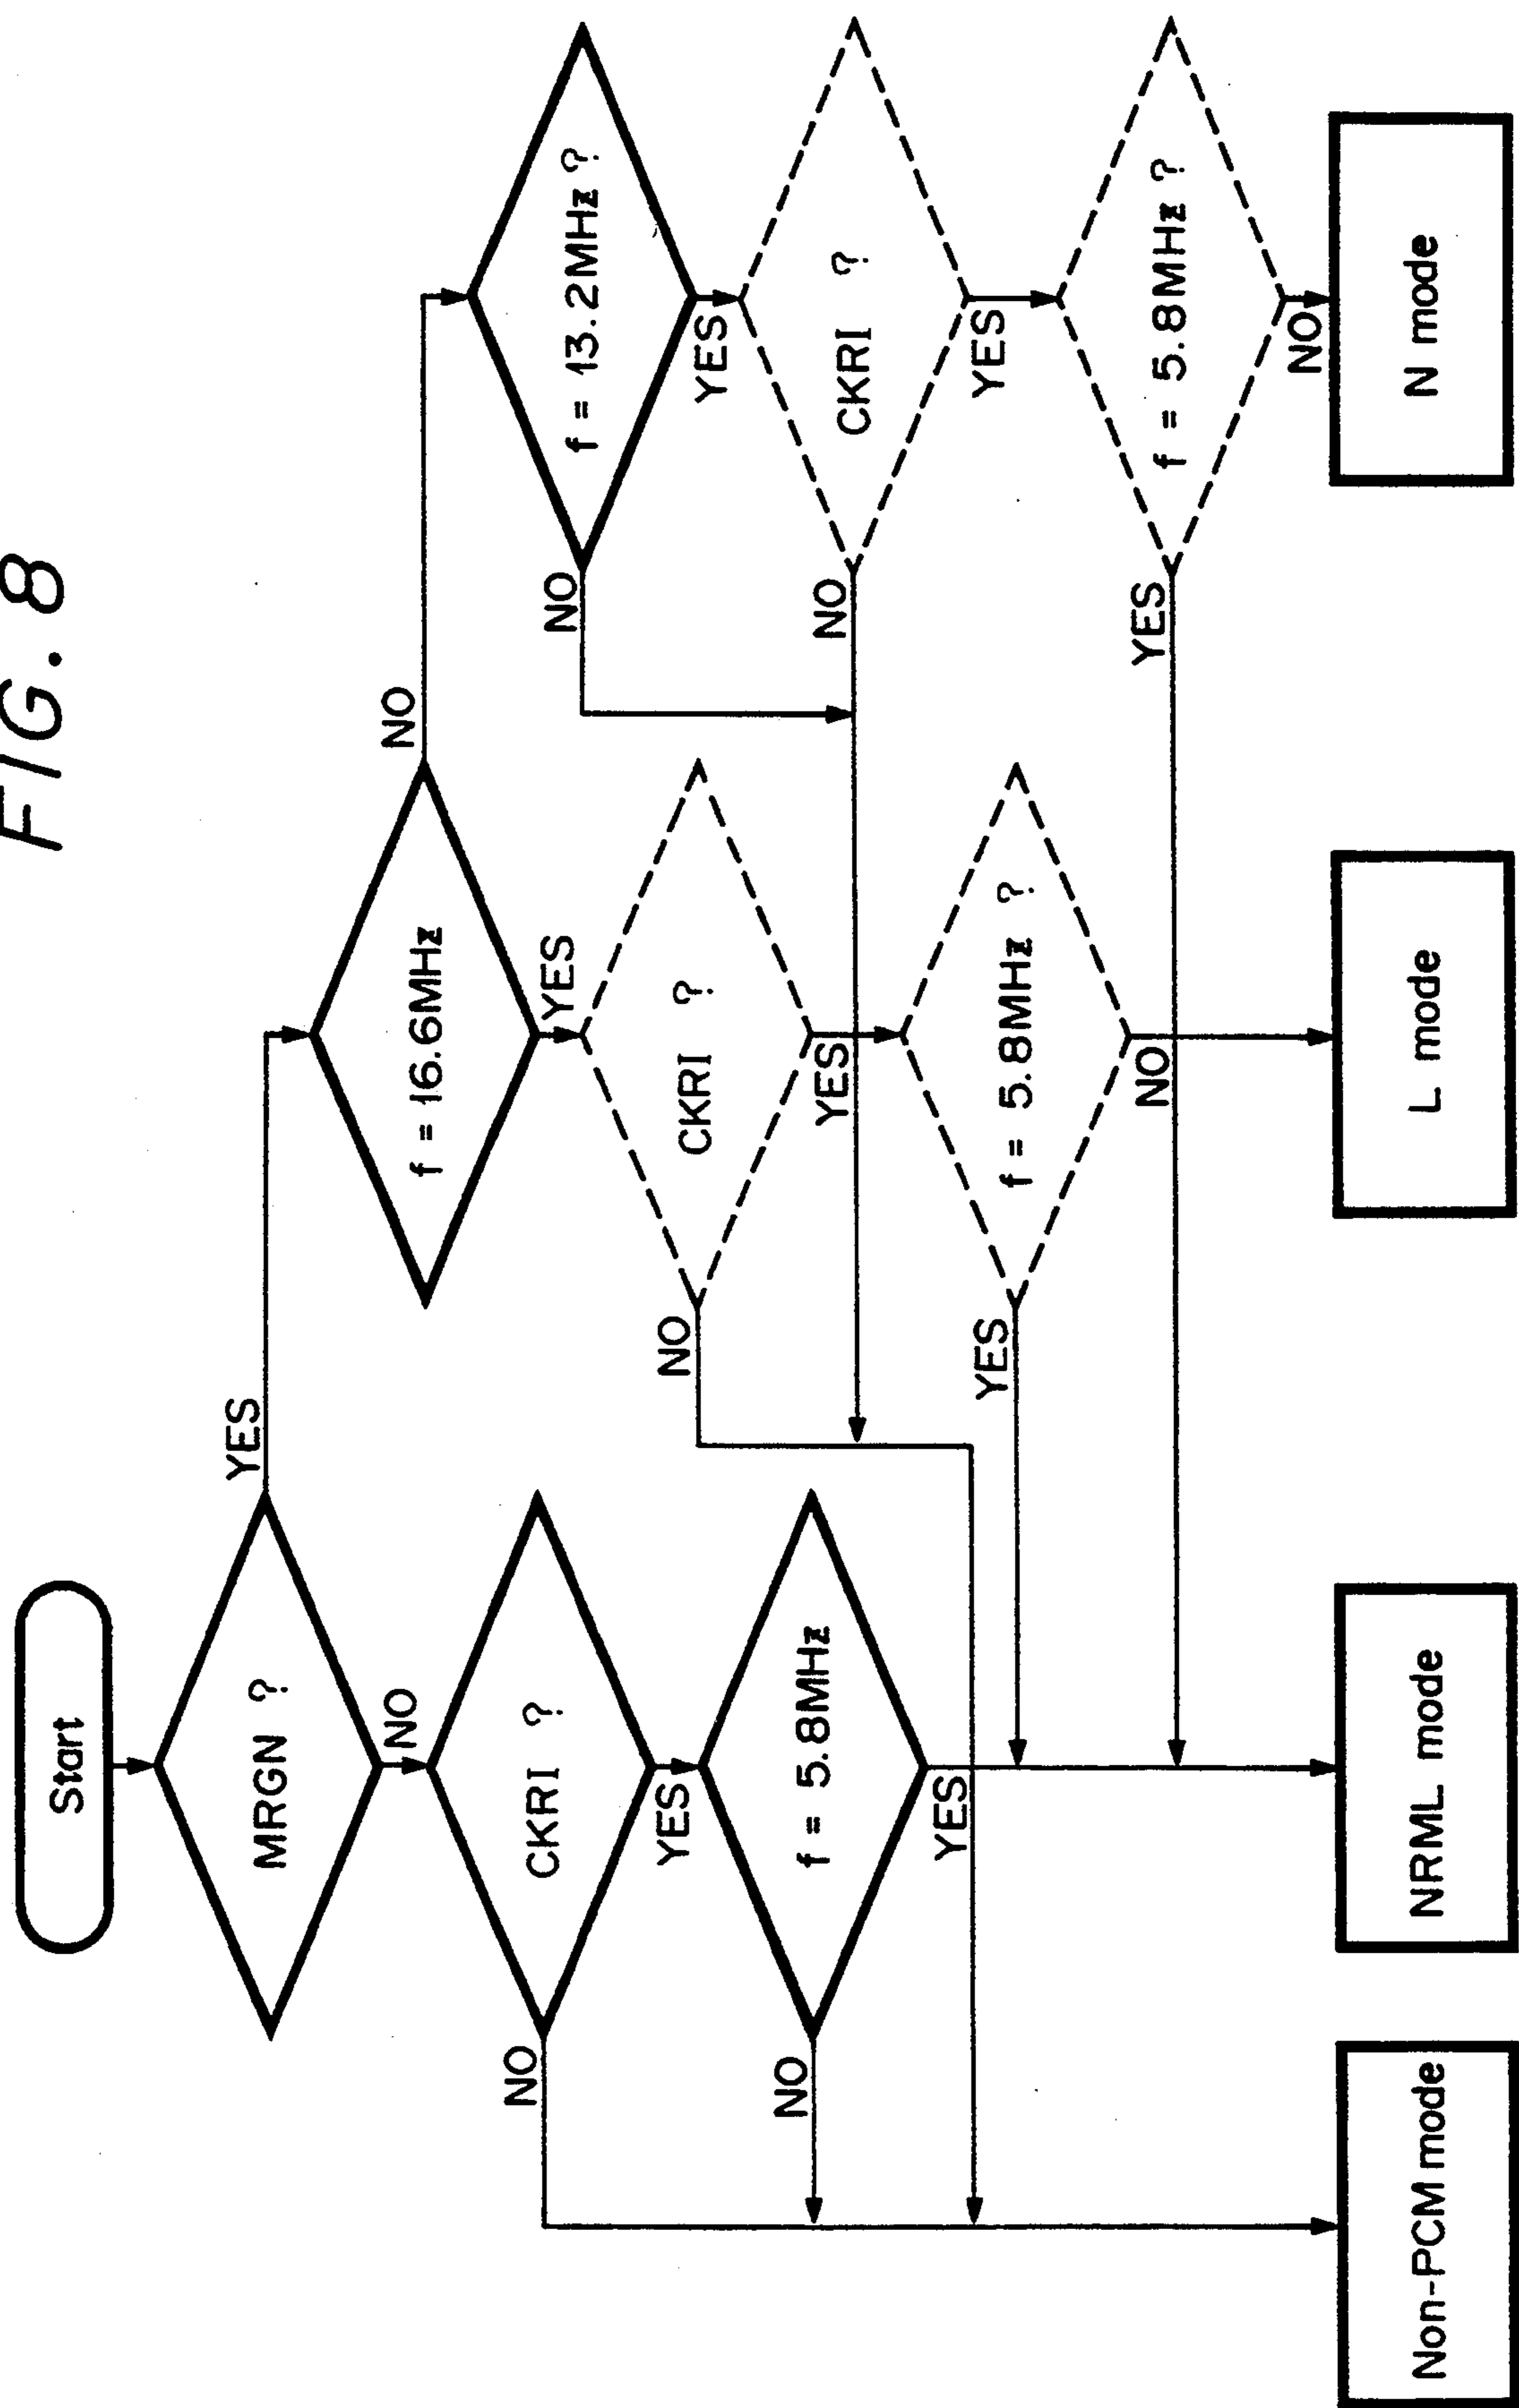 FIG. 8
Start
MRGN ?
YES
NO
CKRI ?
NO
YES
f = 5.8MHz
NO
YES
f = 16.6MHz
NO
YES
CKRI ?
NO
YES
f = 5.8MHz ?
YES
NO
f = 13.2MHz ?
NO
YES
CKRI ?
NO
YES
f = 5.8MHz ?
YES
NO
Non-PCM mode
NRML mode
L mode
N mode